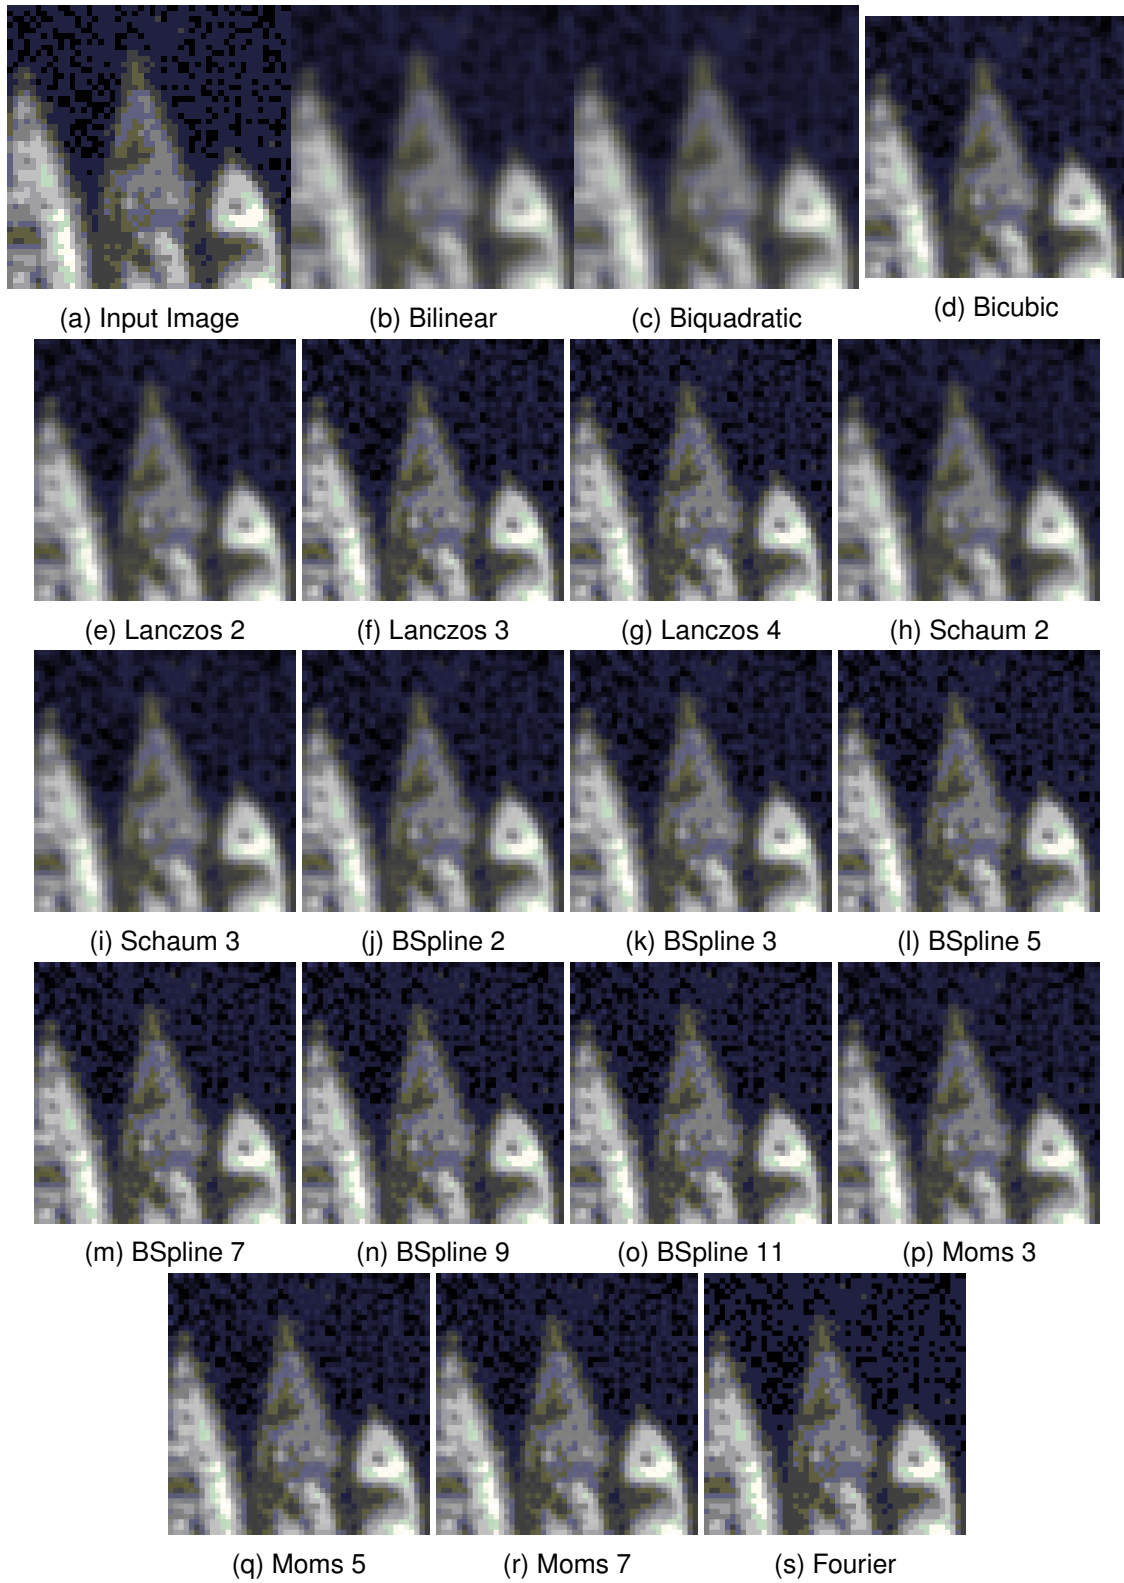 (a) Input Image
(b) Bilinear
(c) Biquadratic
(d) Bicubic
(e) Lanczos 2
(f) Lanczos 3
(g) Lanczos 4
(h) Schaum 2
(i) Schaum 3
(j) BSpline 2
(k) BSpline 3
(l) BSpline 5
(m) BSpline 7
(n) BSpline 9
(o) BSpline 11
(p) Moms 3
(q) Moms 5
(r) Moms 7
(s) Fourier